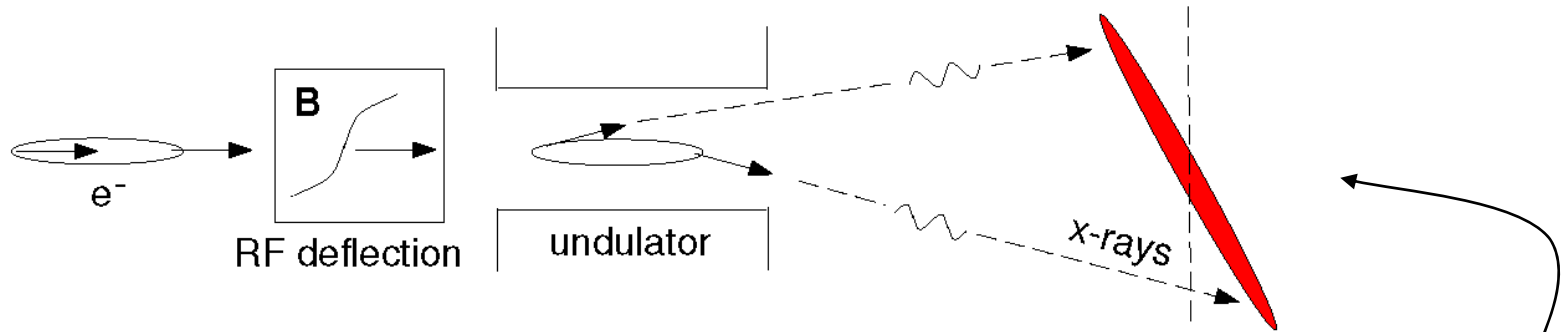 B
e⁻
RF deflection
undulator
x-rays